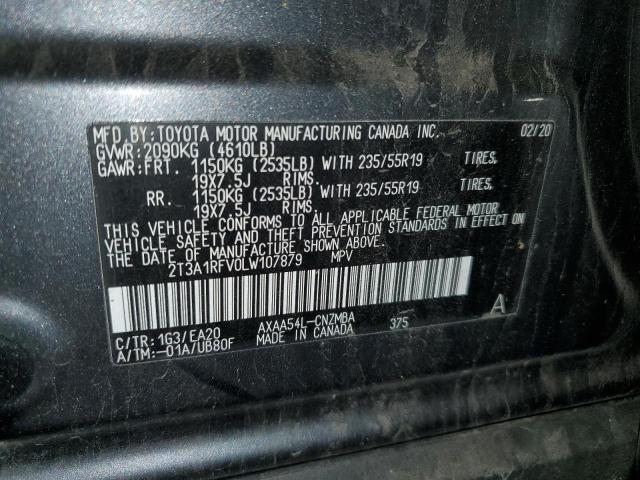 MFD. BY: TOYOTA MOTOR MANUFACTURING CANADA INC. 02/20
GVWR: 2090KG (4610LB)
GAWR: FRT. 1150KG (2535LB) WITH 235/55R19 TIRES,
19X7.5J RIMS.
RR. 1150KG (2535LB) WITH 235/55R19 TIRES,
19X7.5J RIMS.
THIS VEHICLE CONFORMS TO ALL APPLICABLE FEDERAL MOTOR
VEHICLE SAFETY AND THEFT PREVENTION STANDARDS IN EFFECT ON
THE DATE OF MANUFACTURE SHOWN ABOVE.
2T3A1RFV0LW107879 MPV
C/TR: 1G3/EA20 AXAA54L-CNZMBA 375 A
A/TM: -01A/UB80F MADE IN CANADA